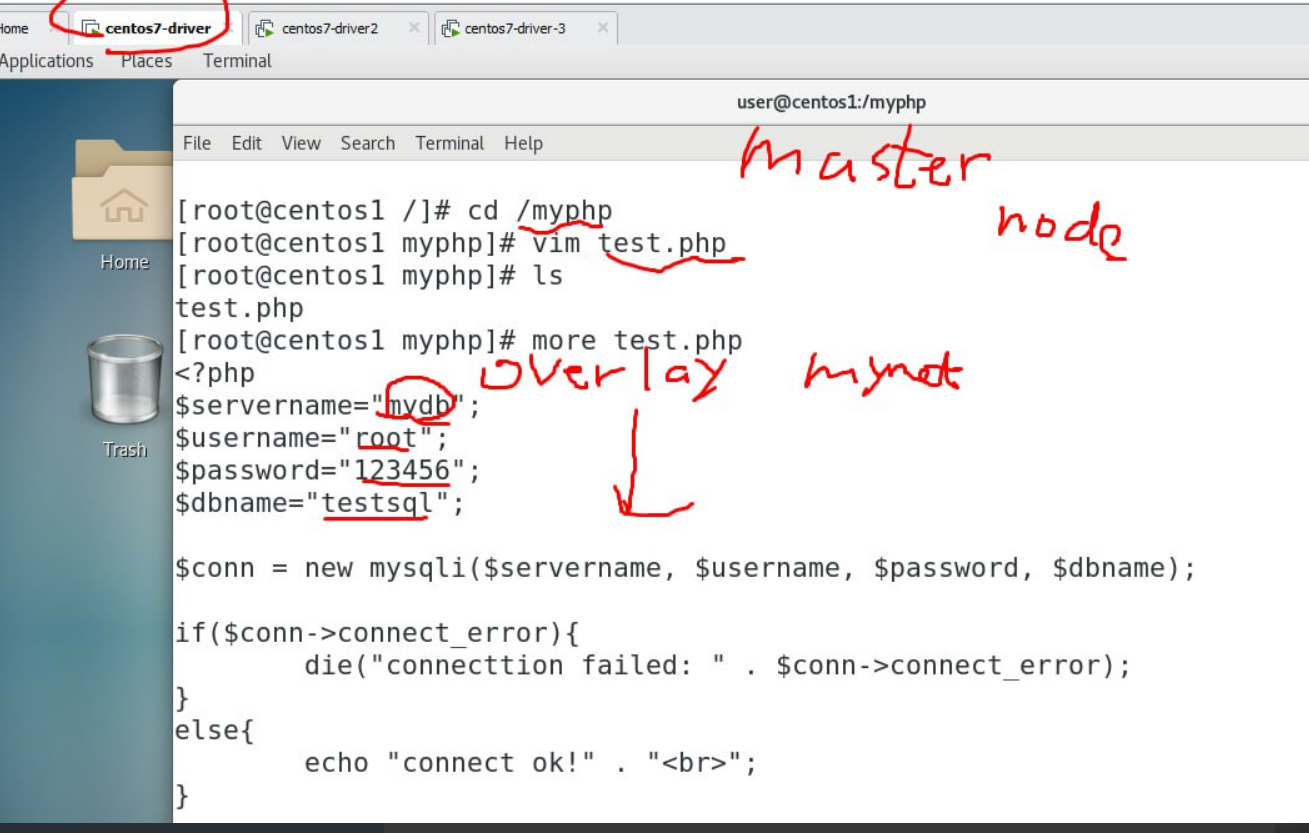 Home centos7-driver centos7-driver2 centos7-driver-3
Applications Places Terminal
user@centos1:/myphp
File Edit View Search Terminal Help
master
node
[root@centos1 /]# cd /myphp
[root@centos1 myphp]# vim test.php
[root@centos1 myphp]# ls
test.php
[root@centos1 myphp]# more test.php
overlay mynet
<?php
$servername="mydb";
$username="root";
$password="123456";
$dbname="testsql";
$conn = new mysqli($servername, $username, $password, $dbname);
if($conn->connect_error){
die("connecttion failed: " . $conn->connect_error);
}
else{
echo "connect ok!" . "<br>";
}
Home
Trash